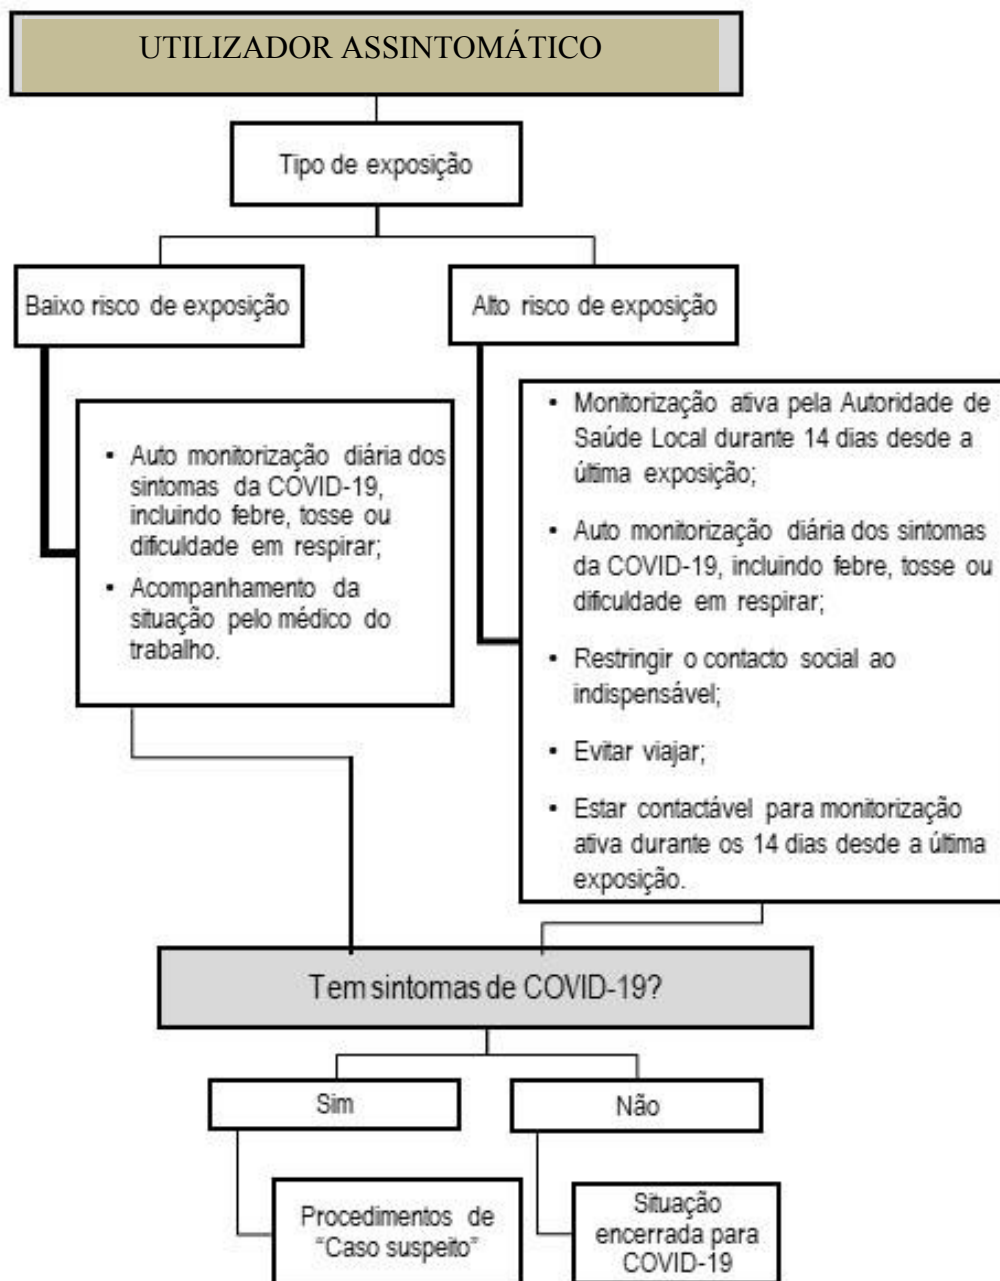 UTILIZADOR ASSINTOMÁTICO
Tipo de exposição
Baixo risco de exposição
Alto risco de exposição
• Auto monitorização diária dos
sintomas da COVID-19,
incluindo febre, tosse ou
dificuldade em respirar;
• Acompanhamento da
situação pelo médico do
trabalho.
• Monitorização ativa pela Autoridade de
Saúde Local durante 14 dias desde a
última exposição;
• Auto monitorização diária dos sintomas
da COVID-19, incluindo febre, tosse ou
dificuldade em respirar;
• Restringir o contacto social ao
indispensável;
• Evitar viajar;
• Estar contactável para monitorização
ativa durante os 14 dias desde a última
exposição.
Tem sintomas de COVID-19?
Sim
Não
Procedimentos de
"Caso suspeito"
Situação
encerrada para
COVID-19